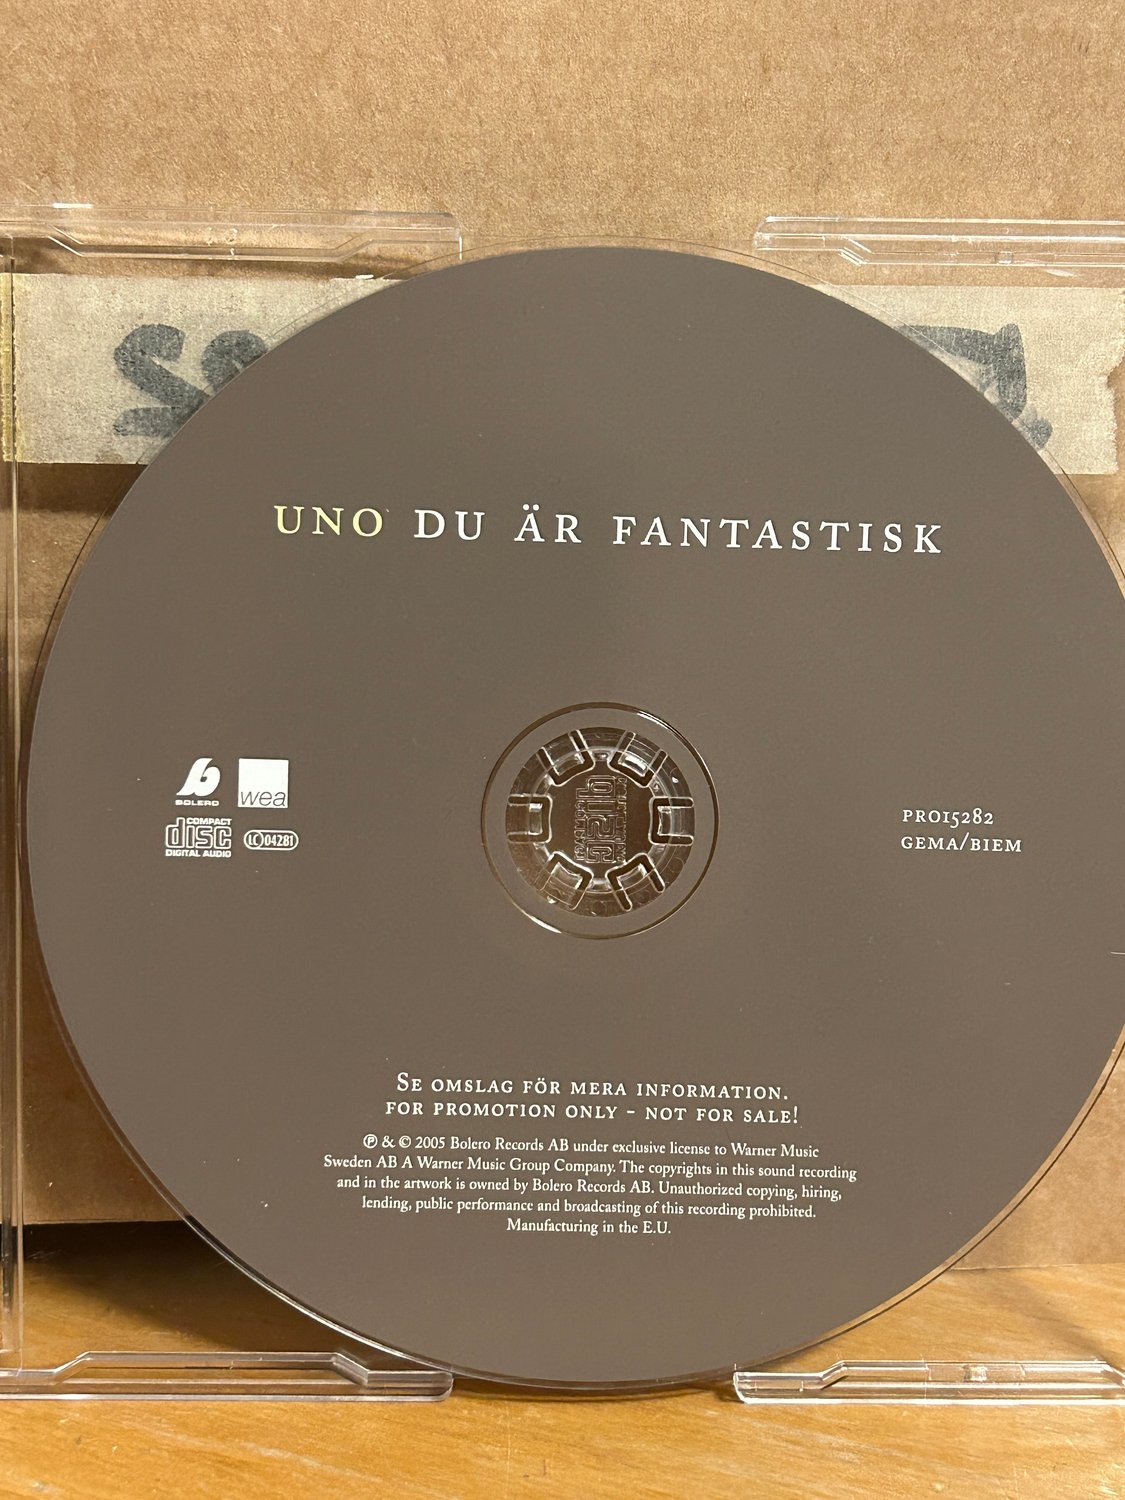 UNO DU ÄR FANTASTISK
BOLERO
wea
COMPACT
disc
DIGITAL AUDIO
LC 04281
PRO15282
GEMA/BIEM
SE OMSLAG FÖR MERA INFORMATION.
FOR PROMOTION ONLY - NOT FOR SALE!
℗ & © 2005 Bolero Records AB under exclusive license to Warner Music
Sweden AB A Warner Music Group Company. The copyrights in this sound recording
and in the artwork is owned by Bolero Records AB. Unauthorized copying, hiring,
lending, public performance and broadcasting of this recording prohibited.
Manufacturing in the E.U.